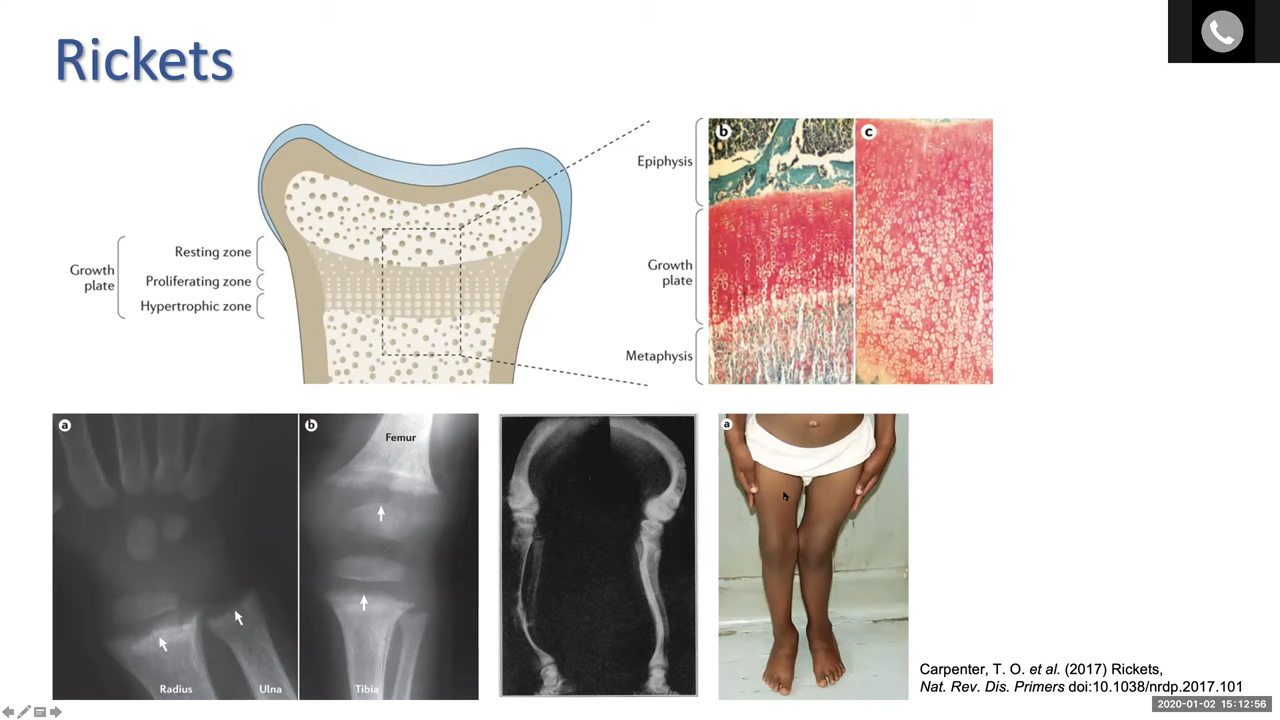 Rickets
Resting zone
Growth
plate
Proliferating zone
Hypertrophic zone
b
c
Epiphysis
Growth
plate
Metaphysis
a
Radius
Ulna
b
Femur
Tibia
a
Carpenter, T. O. et al. (2017) Rickets,
Nat. Rev. Dis. Primers doi:10.1038/nrdp.2017.101
2020-01-02 15:12:56